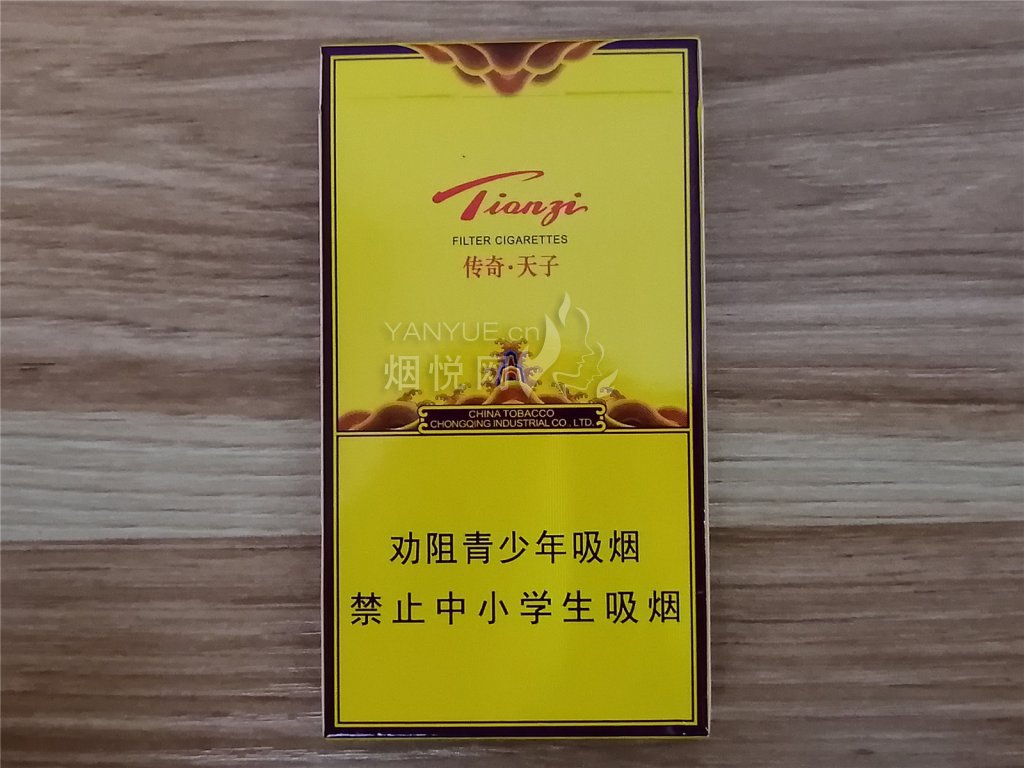 Tianzi
FILTER CIGARETTES
传奇·天子
YANYUE.cn
烟悦网
CHINA TOBACCO
CHONGQING INDUSTRIAL CO., LTD.
劝阻青少年吸烟
禁止中小学生吸烟